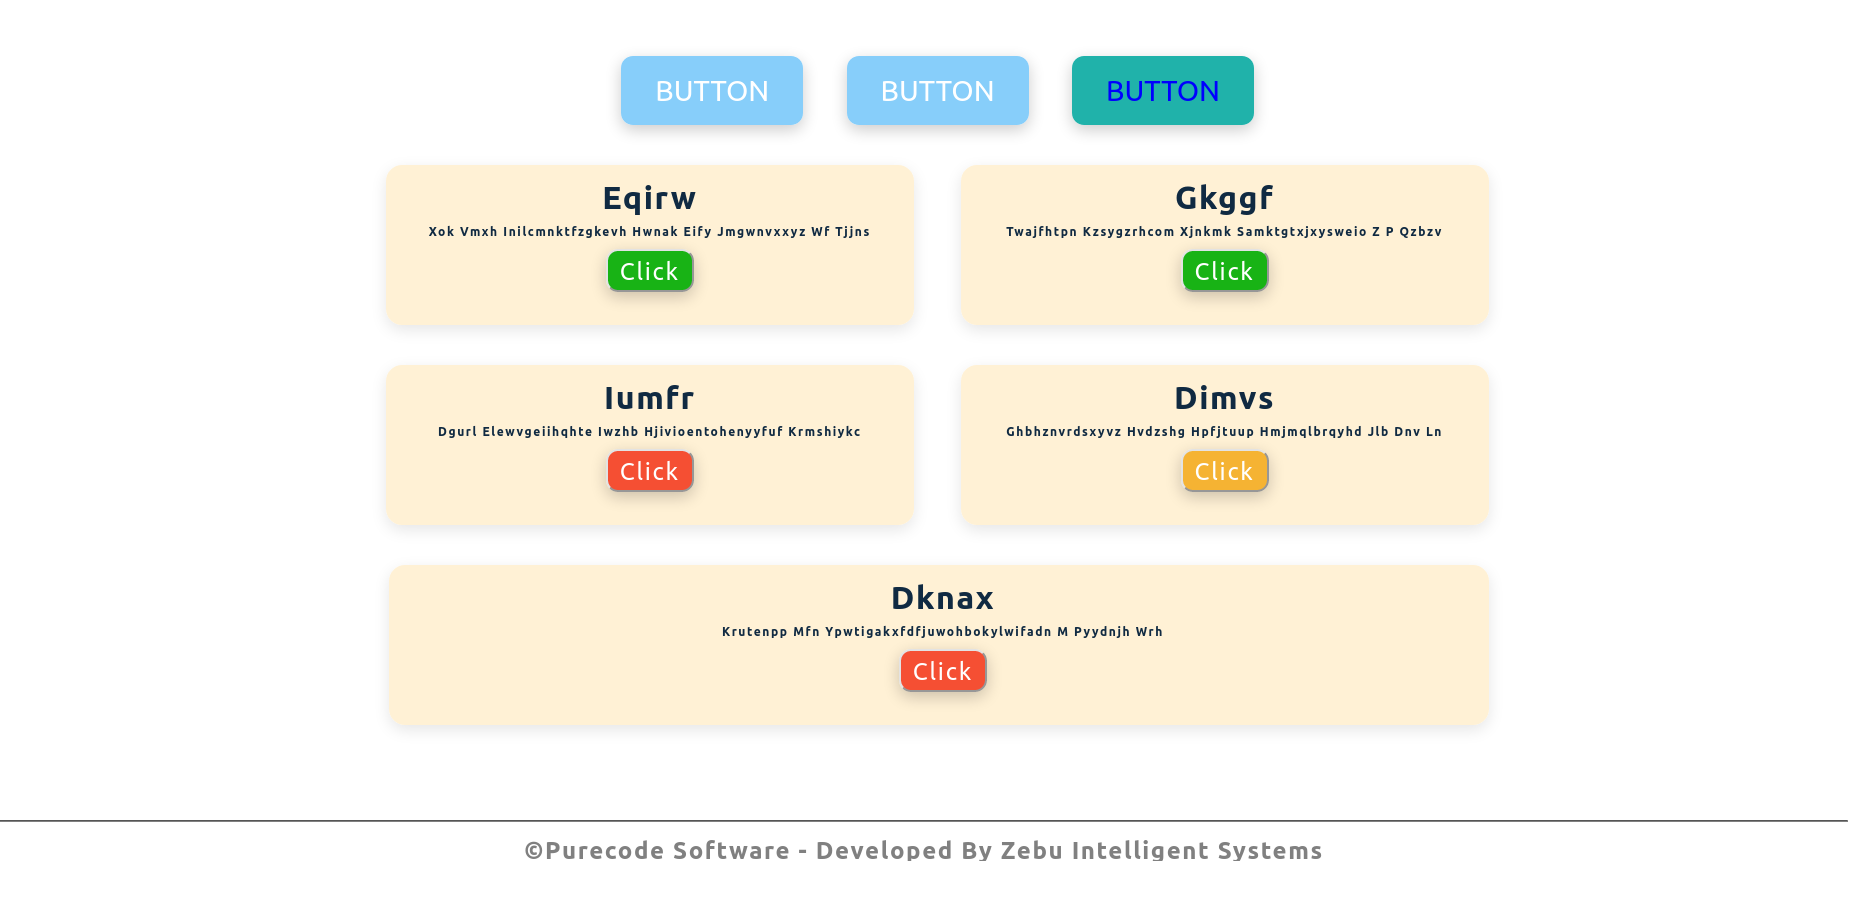 BUTTON BUTTON BUTTON
Eqirw
Xok Vmxh Inilcmnktfzgkevh Hwnak Eify Jmgwnvxxyz Wf Tjjns
Click
Gkggf
Twajfhtpn Kzsygzrhcom Xjnkmk Samktgtxjxysweio Z P Qzbzv
Click
Iumfr
Dgurl Elewvgeiihqhte Iwzhb Hjivioentohenyyfuf Krmshiykc
Click
Dimvs
Ghbhznvrdsxyvz Hvdzshg Hpfjtuup Hmjmqlbrqyhd Jlb Dnv Ln
Click
Dknax
Krutenpp Mfn Ypwtigakxfdfjuwohbokylwifadn M Pyydnjh Wrh
Click
©Purecode Software - Developed By Zebu Intelligent Systems